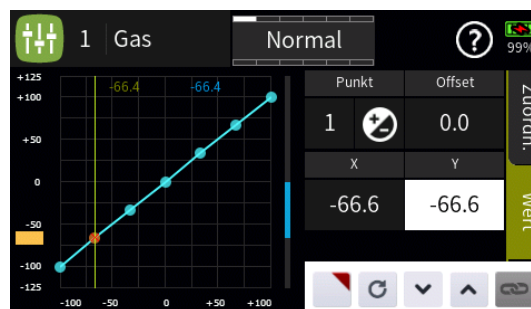 1 Gas Normal ? 99%
+125
+100
+50
0
-50
-100
-125
-66.4 -66.4
-100 -50 0 +50 +100
Punkt Offset
1 0.0
X Y
-66.6 -66.6
Zuordn.
Wert